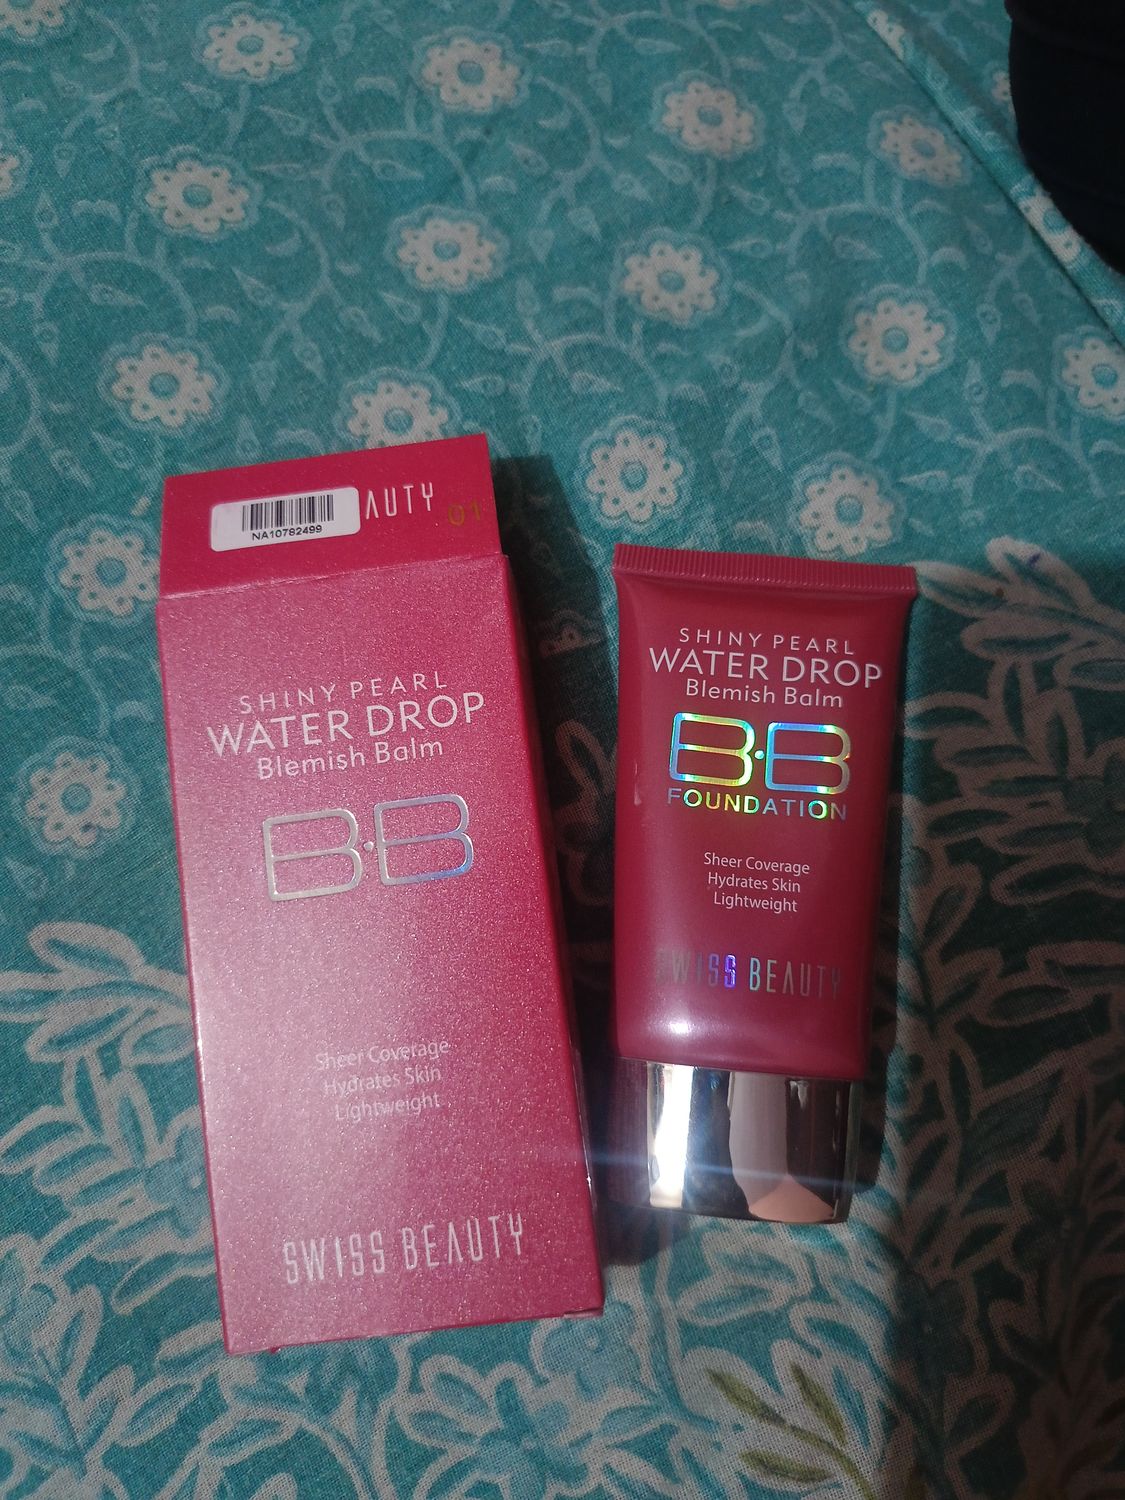 EAUTY 01
NA10782499
SHINY PEARL
WATER DROP
Blemish Balm
B·B
Sheer Coverage
Hydrates Skin
Lightweight
SWISS BEAUTY
SHINY PEARL
WATER DROP
Blemish Balm
B·B
FOUNDATION
Sheer Coverage
Hydrates Skin
Lightweight
SWISS BEAUTY